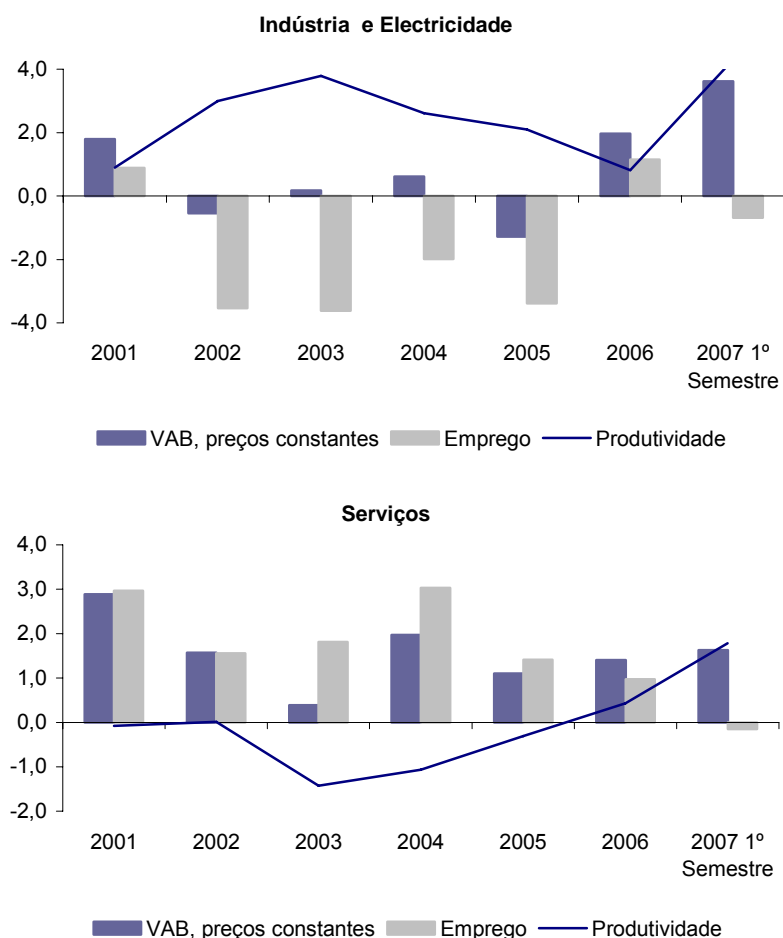 Indústria e Electricidade
4,0
2,0
0,0
-2,0
-4,0
2001 2002 2003 2004 2005 2006 2007 1º
Semestre
VAB, preços constantes Emprego Produtividade
Serviços
4,0
3,0
2,0
1,0
0,0
-1,0
-2,0
2001 2002 2003 2004 2005 2006 2007 1º
Semestre
VAB, preços constantes Emprego Produtividade